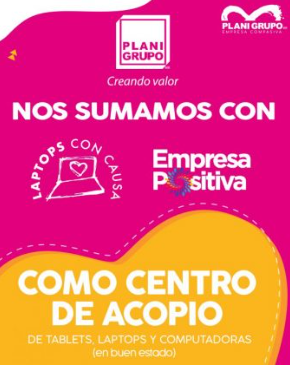 PLANI GRUPO
EMPRESA COMPASIVA
PLANI
GRUPO
Creando valor
NOS SUMAMOS CON
LAPTOPS CON CAUSA
Empresa
Positiva
COMO CENTRO
DE ACOPIO
DE TABLETS, LAPTOPS Y COMPUTADORAS
(en buen estado)